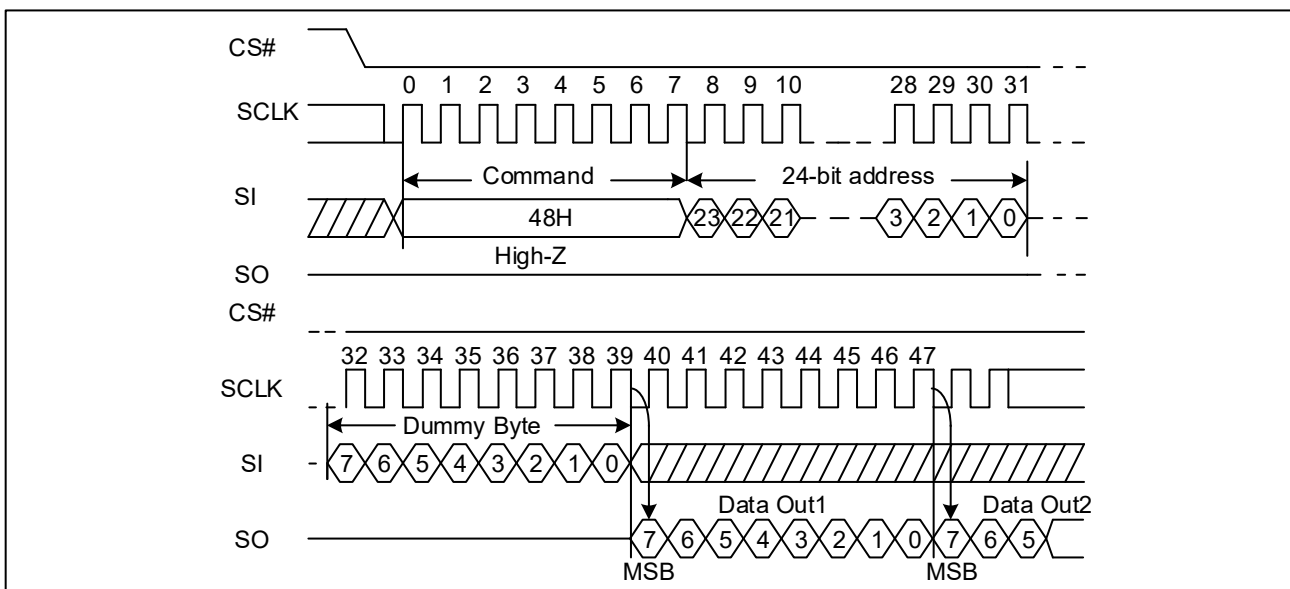 CS#
0 1 2 3 4 5 6 7 8 9 10 28 29 30 31
SCLK
Command 24-bit address
SI
48H 23 22 21 3 2 1 0
High-Z
SO
CS#
32 33 34 35 36 37 38 39 40 41 42 43 44 45 46 47
SCLK
Dummy Byte
SI 7 6 5 4 3 2 1 0
Data Out1 Data Out2
SO 7 6 5 4 3 2 1 0 7 6 5
MSB MSB